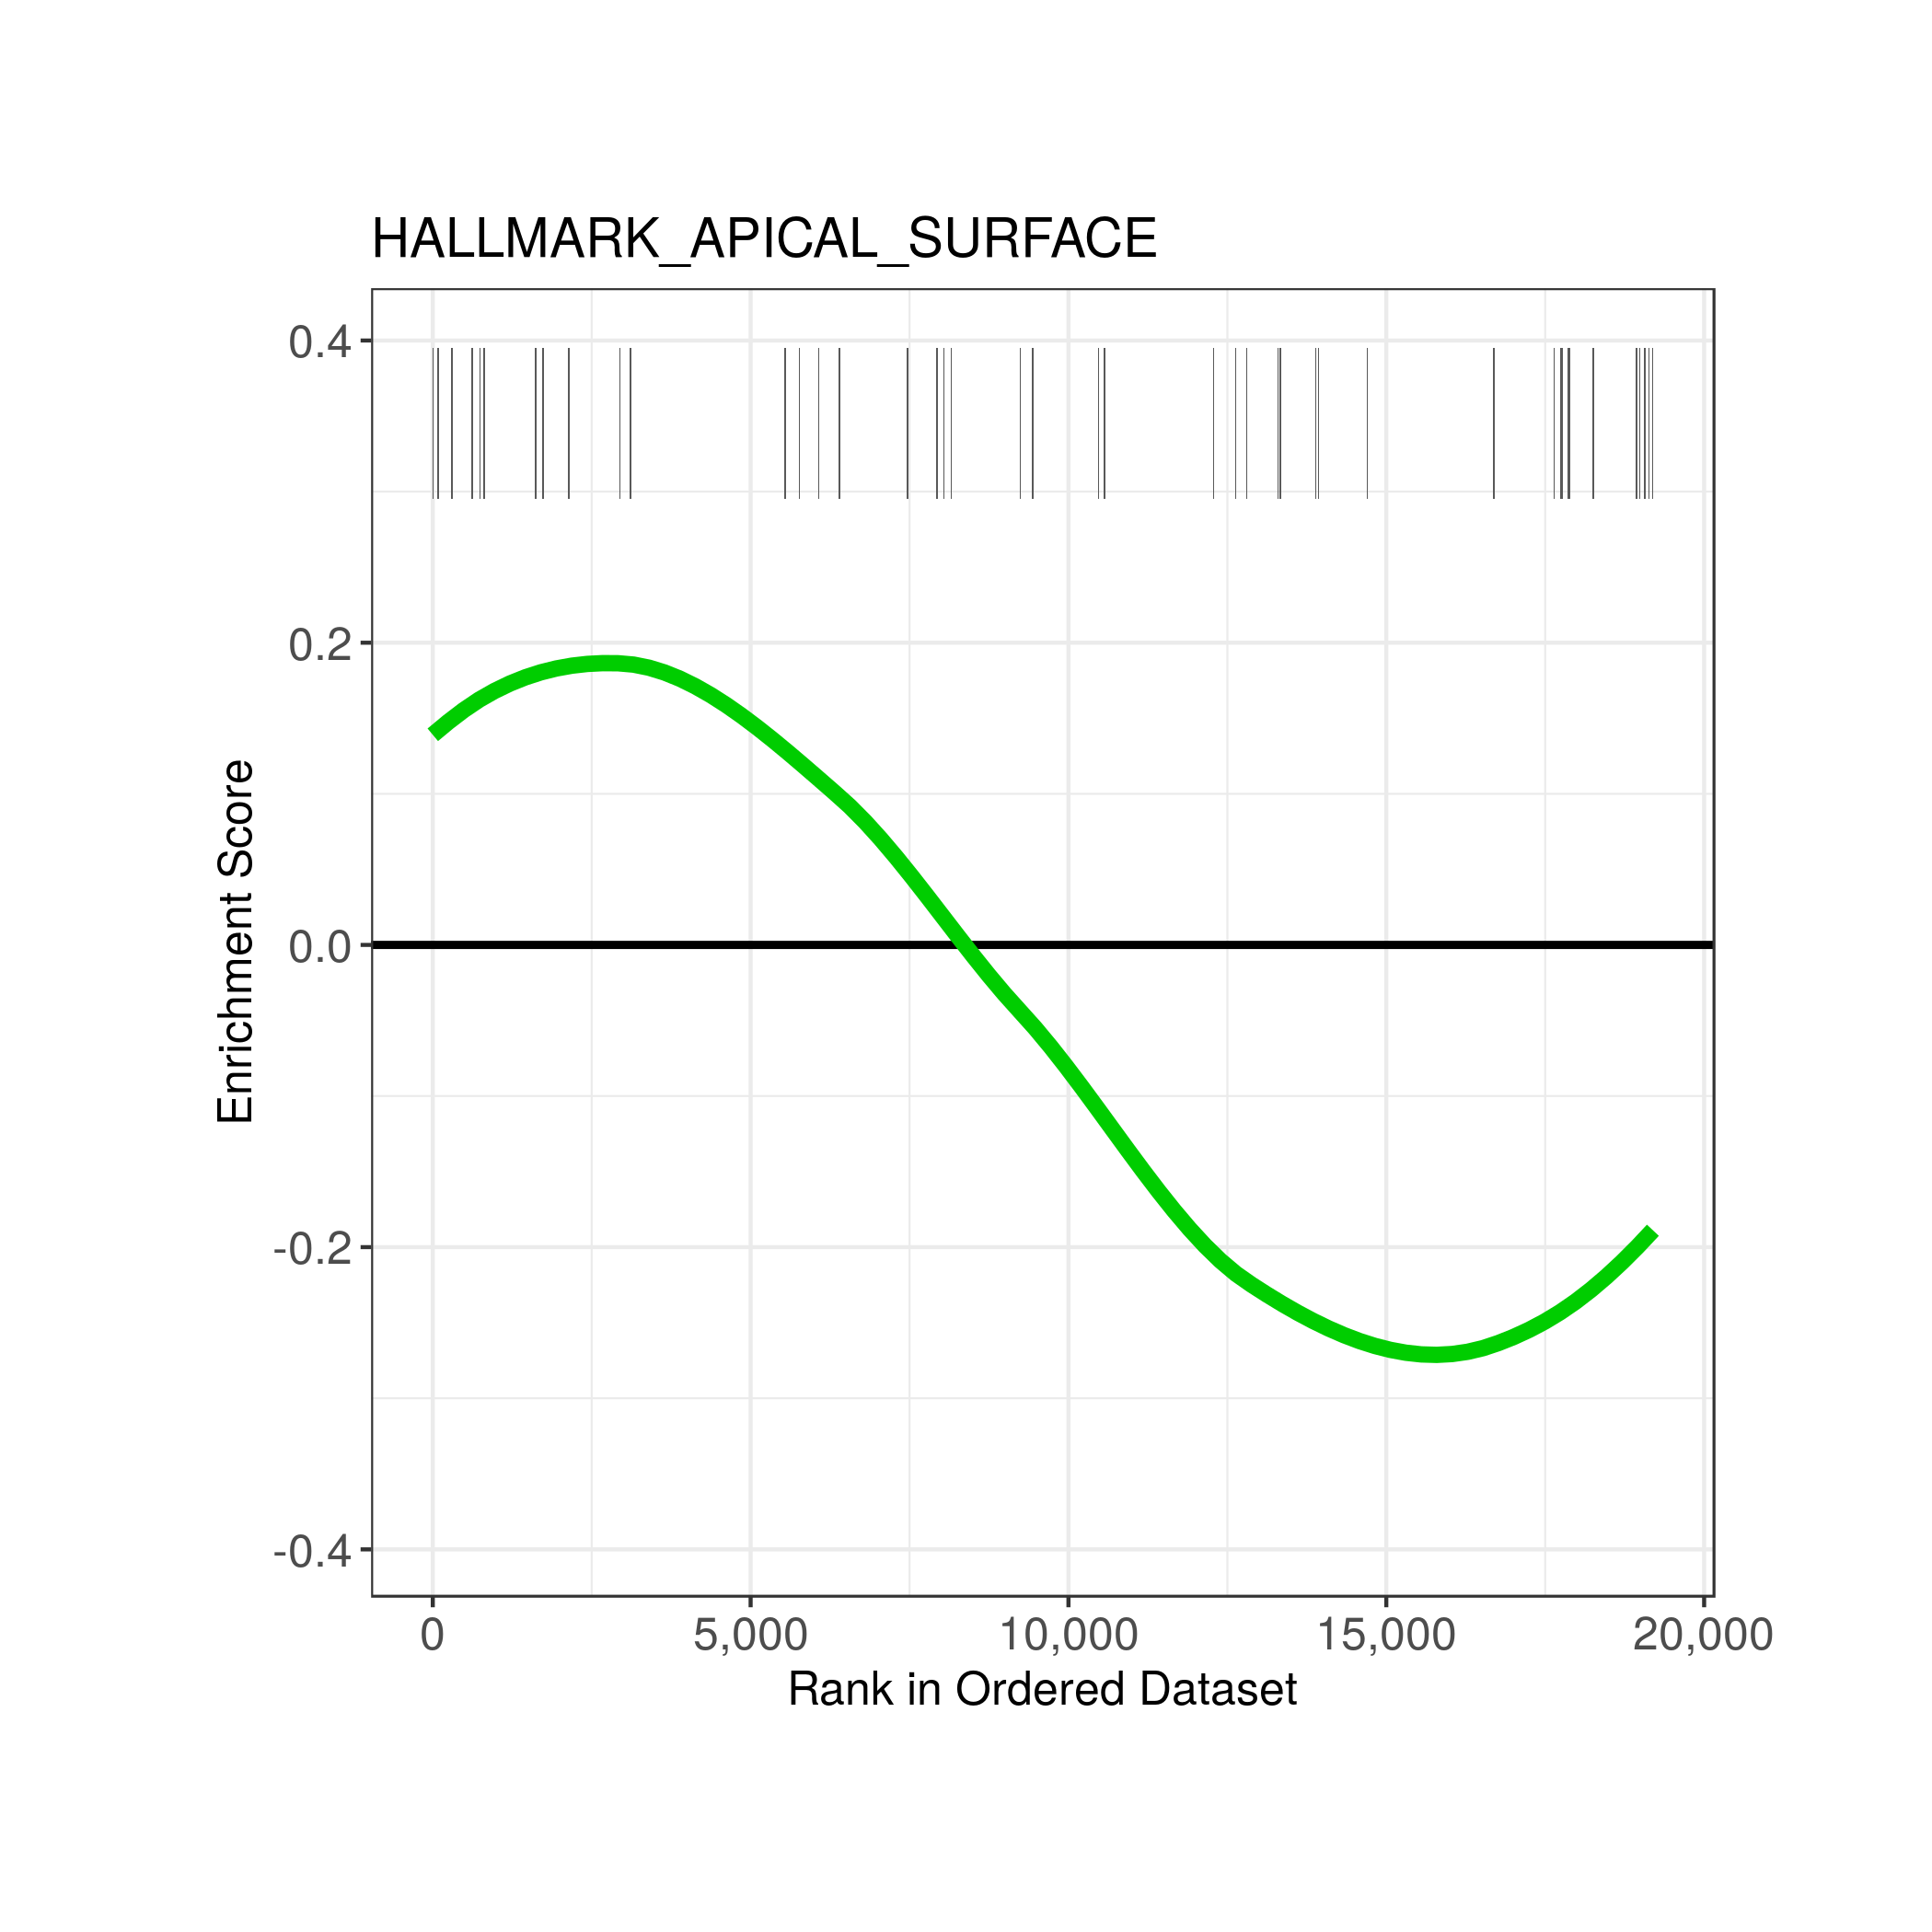 HALLMARK_APICAL_SURFACE
0.4
0.2
0.0
-0.2
-0.4
Enrichment Score
0 5,000 10,000 15,000 20,000
Rank in Ordered Dataset